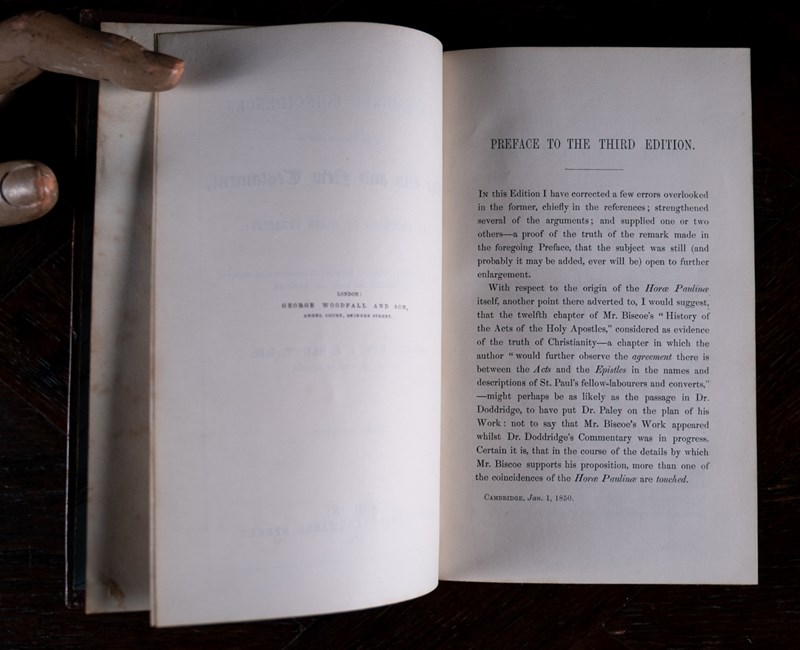 LONDON:
GEORGE WOODFALL AND SON,
ANGEL COURT, SKINNER STREET.
PREFACE TO THE THIRD EDITION.
IN this Edition I have corrected a few errors overlooked
in the former, chiefly in the references; strengthened
several of the arguments; and supplied one or two
others—a proof of the truth of the remark made in
the foregoing Preface, that the subject was still (and
probably it may be added, ever will be) open to further
enlargement.
With respect to the origin of the Horæ Paulinæ
itself, another point there adverted to, I would suggest,
that the twelfth chapter of Mr. Biscoe's "History of
the Acts of the Holy Apostles," considered as evidence
of the truth of Christianity—a chapter in which the
author "would further observe the agreement there is
between the Acts and the Epistles in the names and
descriptions of St. Paul's fellow-labourers and converts,"
—might perhaps be as likely as the passage in Dr.
Doddridge, to have put Dr. Paley on the plan of his
Work: not to say that Mr. Biscoe's Work appeared
whilst Dr. Doddridge's Commentary was in progress.
Certain it is, that in the course of the details by which
Mr. Biscoe supports his proposition, more than one of
the coincidences of the Horæ Paulinæ are touched.
CAMBRIDGE, Jan. 1, 1850.